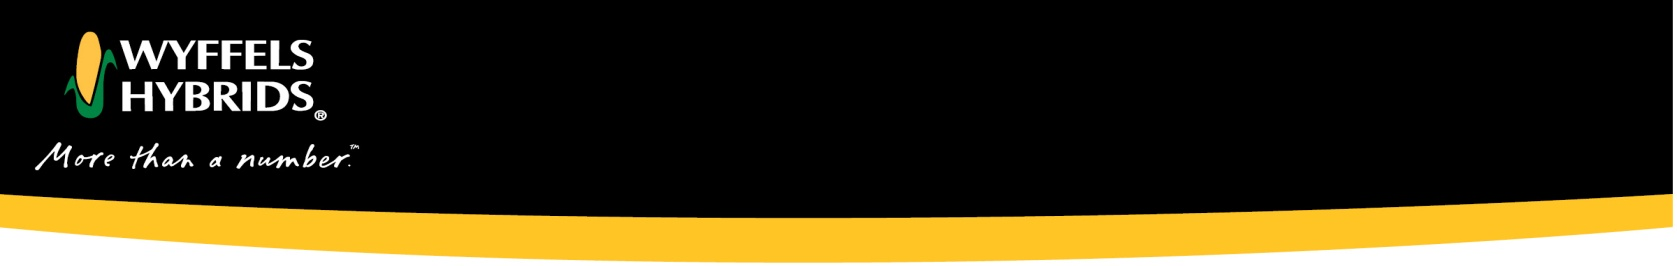 WYFFELS
HYBRIDS®
More than a number.™